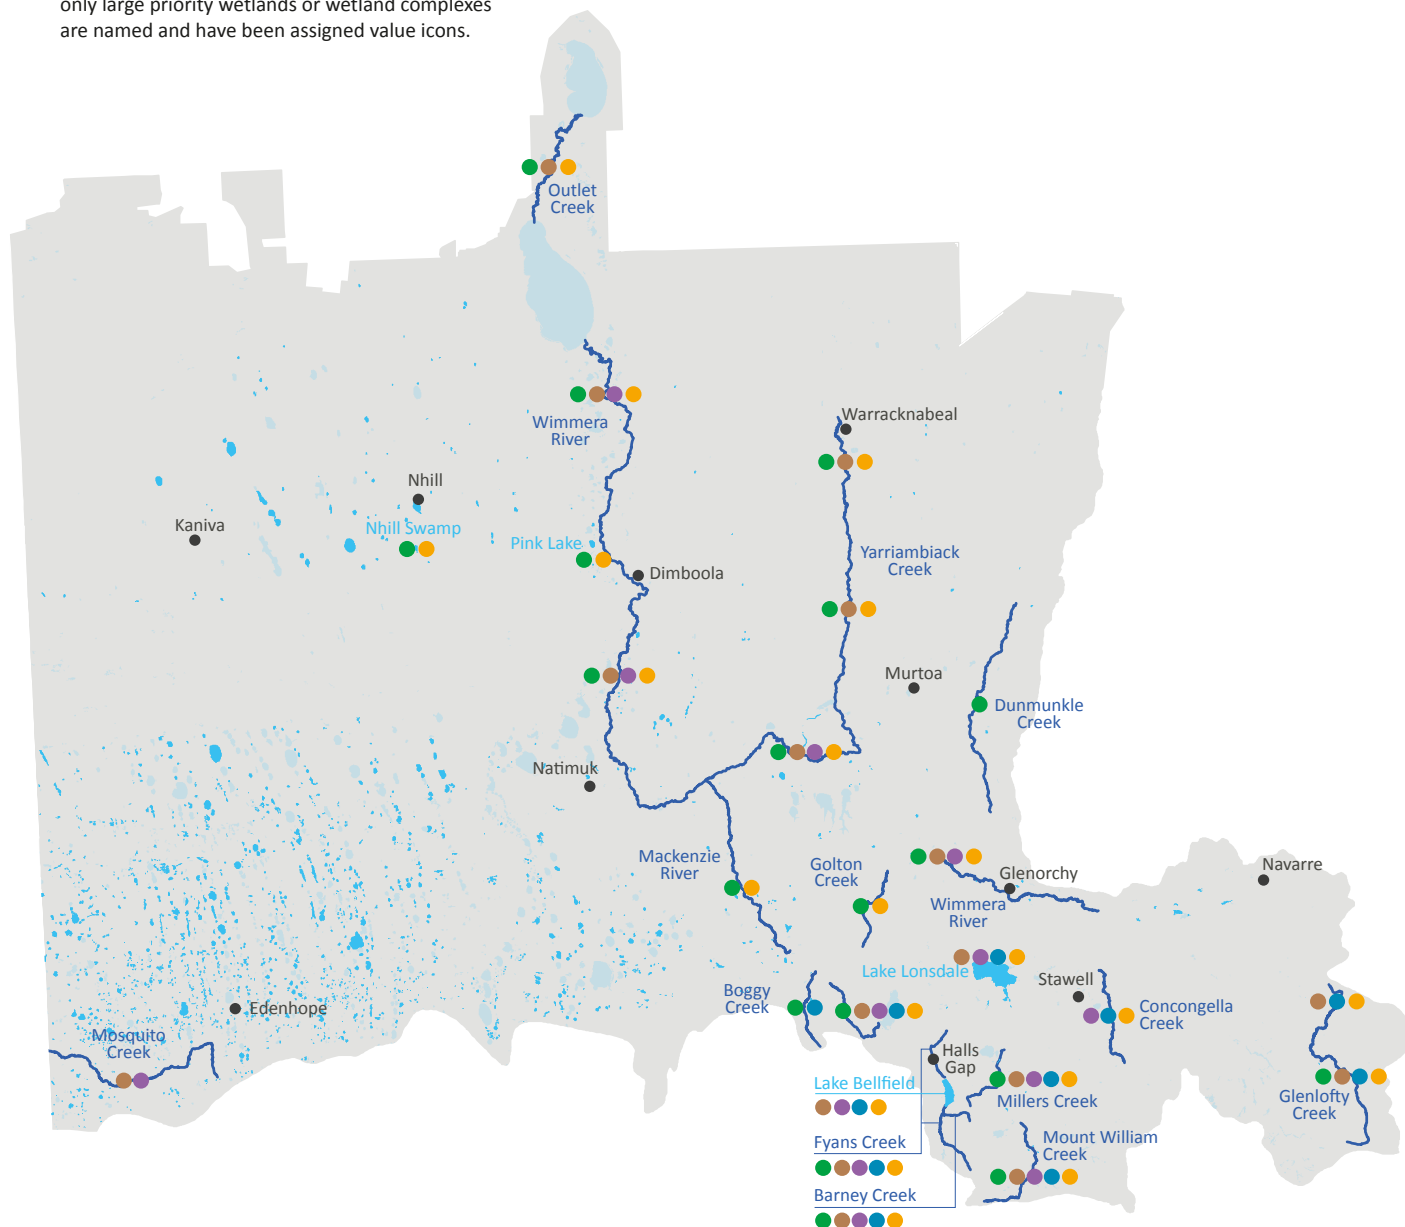 only large priority wetlands or wetland complexes
are named and have been assigned value icons.
Outlet
Creek
Wimmera
River
Warracknabeal
Nhill
Nhill Swamp
Kaniva
Pink Lake
Dimboola
Yarriambiack
Creek
Murtoa
Dunmunkle
Creek
Natimuk
Mackenzie
River
Golton
Creek
Glenorchy
Wimmera
River
Navarre
Lake Lonsdale
Stawell
Boggy
Creek
Concongella
Creek
Edenhope
Mosquito
Creek
Halls
Gap
Lake Bellfield
Millers Creek
Glenlofty
Creek
Fyans Creek
Mount William
Creek
Barney Creek